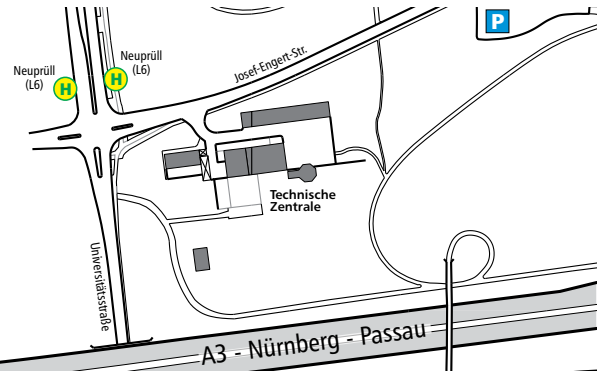 P
Neuprüll
(L6)
H
Neuprüll
(L6)
H
Josef-Engert-Str.
Technische
Zentrale
Universitätsstraße
A3 - Nürnberg - Passau